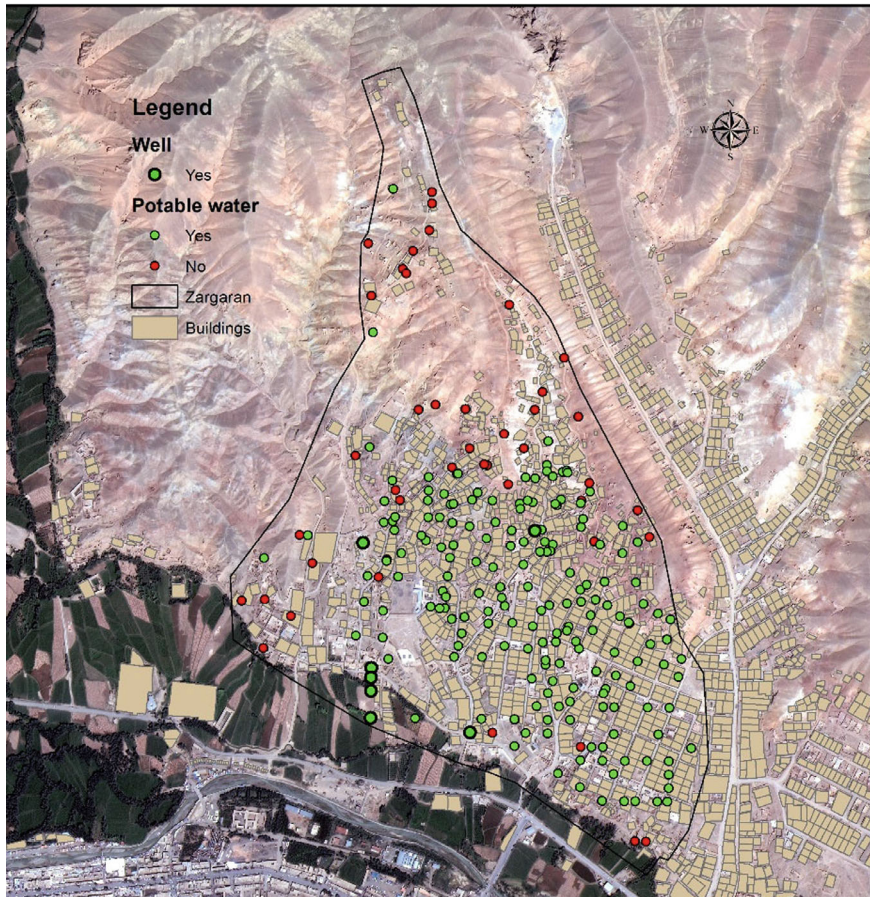 Legend
Well
Yes
Potable water
Yes
No
Zargaran
Buildings
N
W E
S